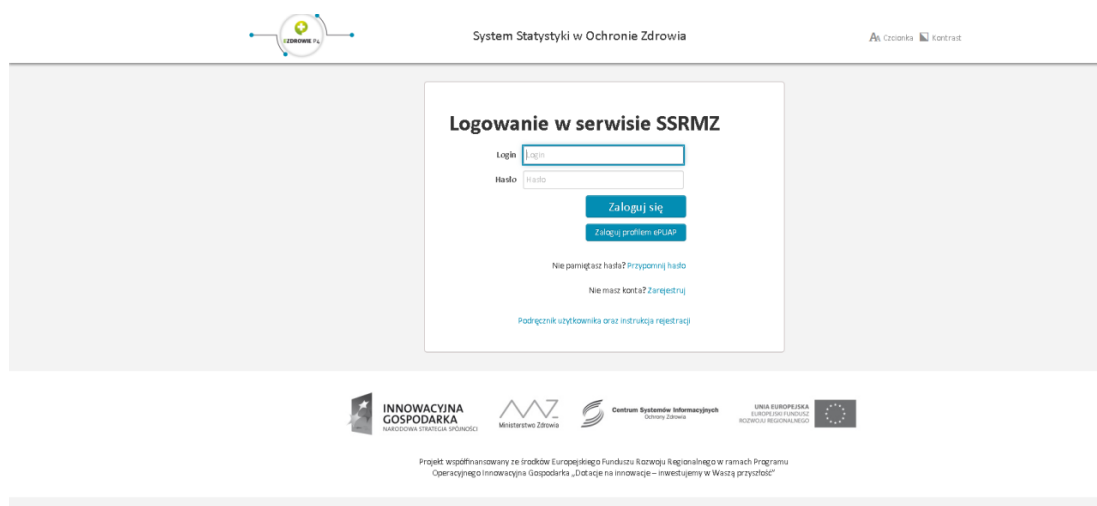 EZDROWIE PL
System Statystyki w Ochronie Zdrowia
AA Czcionka Kontrast
Logowanie w serwisie SSRMZ
Login Login
Hasło Hasło
Zaloguj się
Zaloguj profilem ePUAP
Nie pamiętasz hasła? Przypomnij hasło
Nie masz konta? Zarejestruj
Podręcznik użytkownika oraz instrukcja rejestracji
INNOWACYJNA
GOSPODARKA
NARODOWA STRATEGIA SPÓJNOŚCI
Ministerstwo Zdrowia
Centrum Systemów Informacyjnych
Ochrony Zdrowia
UNIA EUROPEJSKA
EUROPEJSKI FUNDUSZ
ROZWOJU REGIONALNEGO
Projekt współfinansowany ze środków Europejskiego Funduszu Rozwoju Regionalnego w ramach Programu
Operacyjnego Innowacyjna Gospodarka „Dotacje na innowacje – inwestujemy w Waszą przyszłość”